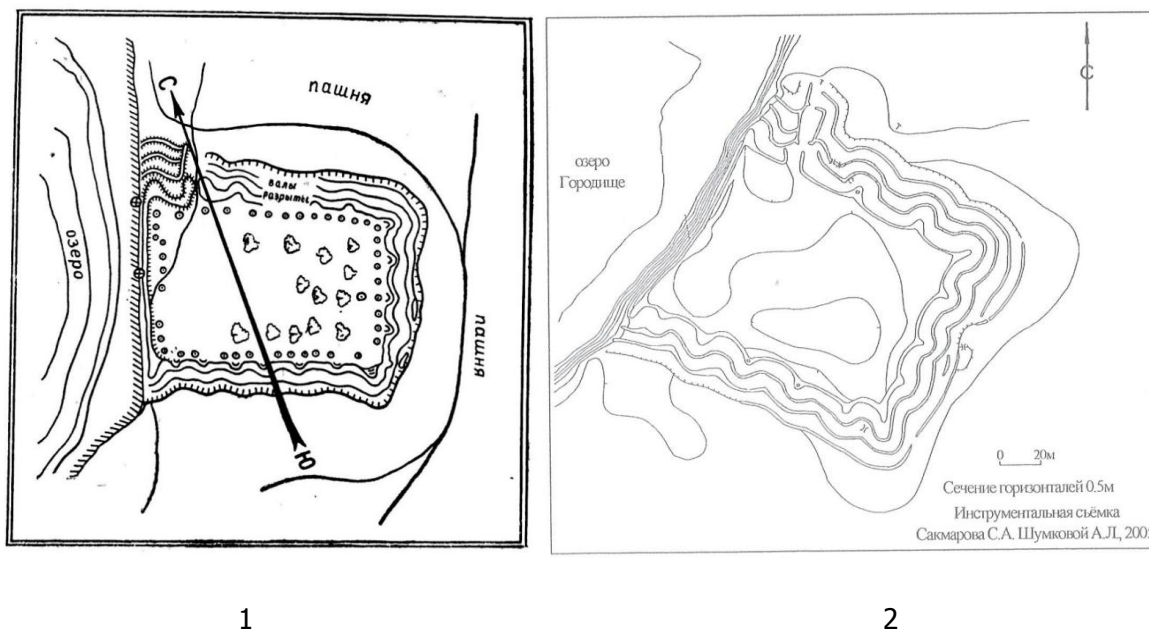 С
пашня
валы
разрыты
озеро
пашня
Ю
С
озеро
Городище
0 20м
Сечение горизонталей 0.5м
Инструментальная съёмка
Сакмарова С.А. Шумковой А.Л.,
1
2